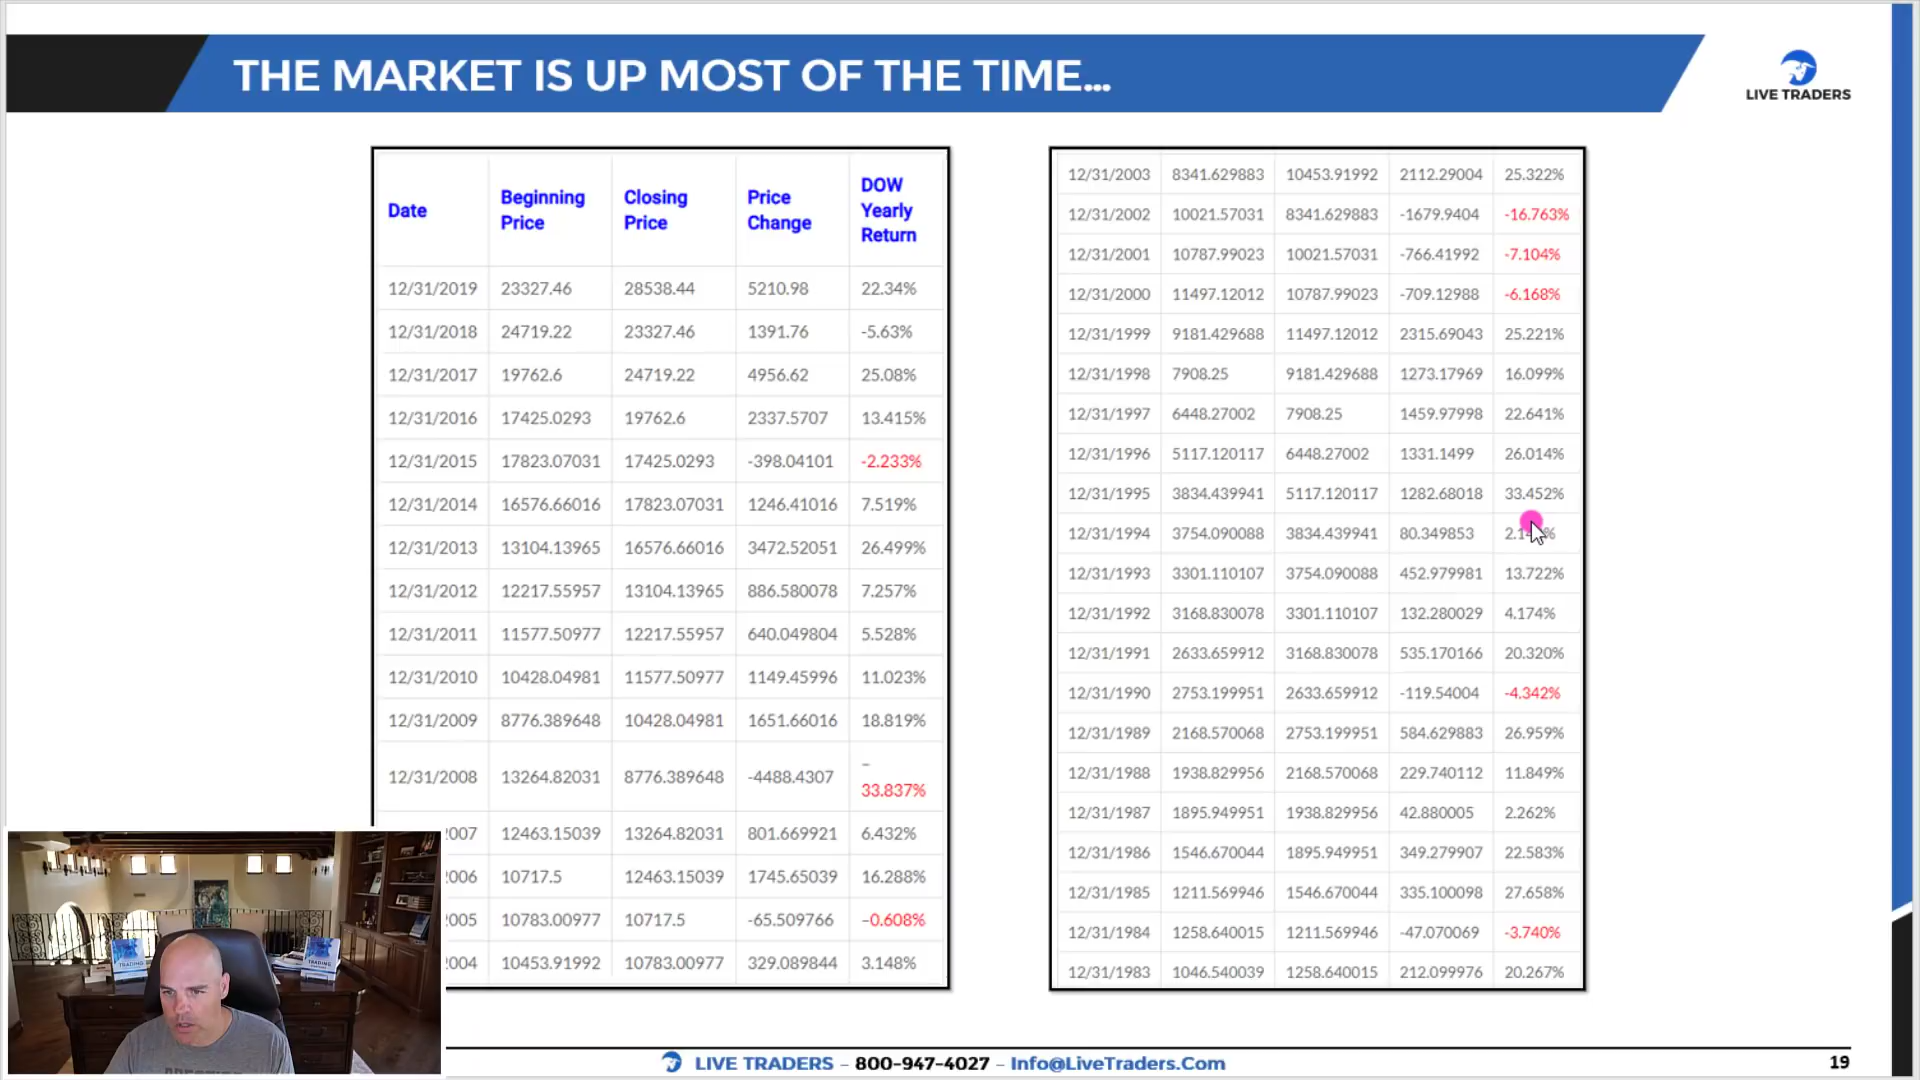 THE MARKET IS UP MOST OF THE TIME...
LIVE TRADERS
Date Beginning Price Closing Price Price Change DOW Yearly Return
12/31/2019 23327.46 28538.44 5210.98 22.34%
12/31/2018 24719.22 23327.46 1391.76 -5.63%
12/31/2017 19762.6 24719.22 4956.62 25.08%
12/31/2016 17425.0293 19762.6 2337.5707 13.415%
12/31/2015 17823.07031 17425.0293 -398.04101 -2.233%
12/31/2014 16576.66016 17823.07031 1246.41016 7.519%
12/31/2013 13104.13965 16576.66016 3472.52051 26.499%
12/31/2012 12217.55957 13104.13965 886.580078 7.257%
12/31/2011 11577.50977 12217.55957 640.049804 5.528%
12/31/2010 10428.04981 11577.50977 1149.45996 11.023%
12/31/2009 8776.389648 10428.04981 1651.66016 18.819%
12/31/2008 13264.82031 8776.389648 -4488.4307 –33.837%
2007 12463.15039 13264.82031 801.669921 6.432%
2006 10717.5 12463.15039 1745.65039 16.288%
2005 10783.00977 10717.5 -65.509766 –0.608%
2004 10453.91992 10783.00977 329.089844 3.148%
12/31/2003 8341.629883 10453.91992 2112.29004 25.322%
12/31/2002 10021.57031 8341.629883 -1679.9404 -16.763%
12/31/2001 10787.99023 10021.57031 -766.41992 -7.104%
12/31/2000 11497.12012 10787.99023 -709.12988 -6.168%
12/31/1999 9181.429688 11497.12012 2315.69043 25.221%
12/31/1998 7908.25 9181.429688 1273.17969 16.099%
12/31/1997 6448.27002 7908.25 1459.97998 22.641%
12/31/1996 5117.120117 6448.27002 1331.1499 26.014%
12/31/1995 3834.439941 5117.120117 1282.68018 33.452%
12/31/1994 3754.090088 3834.439941 80.349853
12/31/1993 3301.110107 3754.090088 452.979981 13.722%
12/31/1992 3168.830078 3301.110107 132.280029 4.174%
12/31/1991 2633.659912 3168.830078 535.170166 20.320%
12/31/1990 2753.199951 2633.659912 -119.54004 -4.342%
12/31/1989 2168.570068 2753.199951 584.629883 26.959%
12/31/1988 1938.829956 2168.570068 229.740112 11.849%
12/31/1987 1895.949951 1938.829956 42.880005 2.262%
12/31/1986 1546.670044 1895.949951 349.279907 22.583%
12/31/1985 1211.569946 1546.670044 335.100098 27.658%
12/31/1984 1258.640015 1211.569946 -47.070069 -3.740%
12/31/1983 1046.540039 1258.640015 212.099976 20.267%
TRADING
LIVE TRADERS – 800-947-4027 – Info@LiveTraders.Com
19